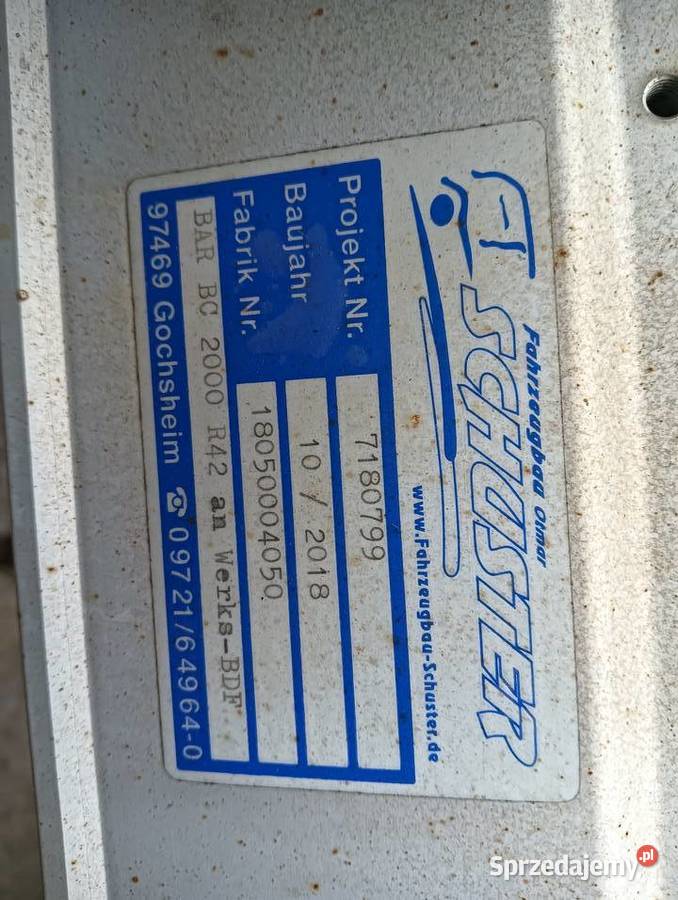 Fahrzeugbau Otmar
SCHUSTER
www.Fahrzeugbau-Schuster.de
Projekt Nr. 7180799
Baujahr 10/2018
Fabrik Nr. 18050004050
BAR BC 2000 R42 an Werks-BDF
97469 Gochsheim ☎ 09721/64964-0
Sprzedajemy.pl